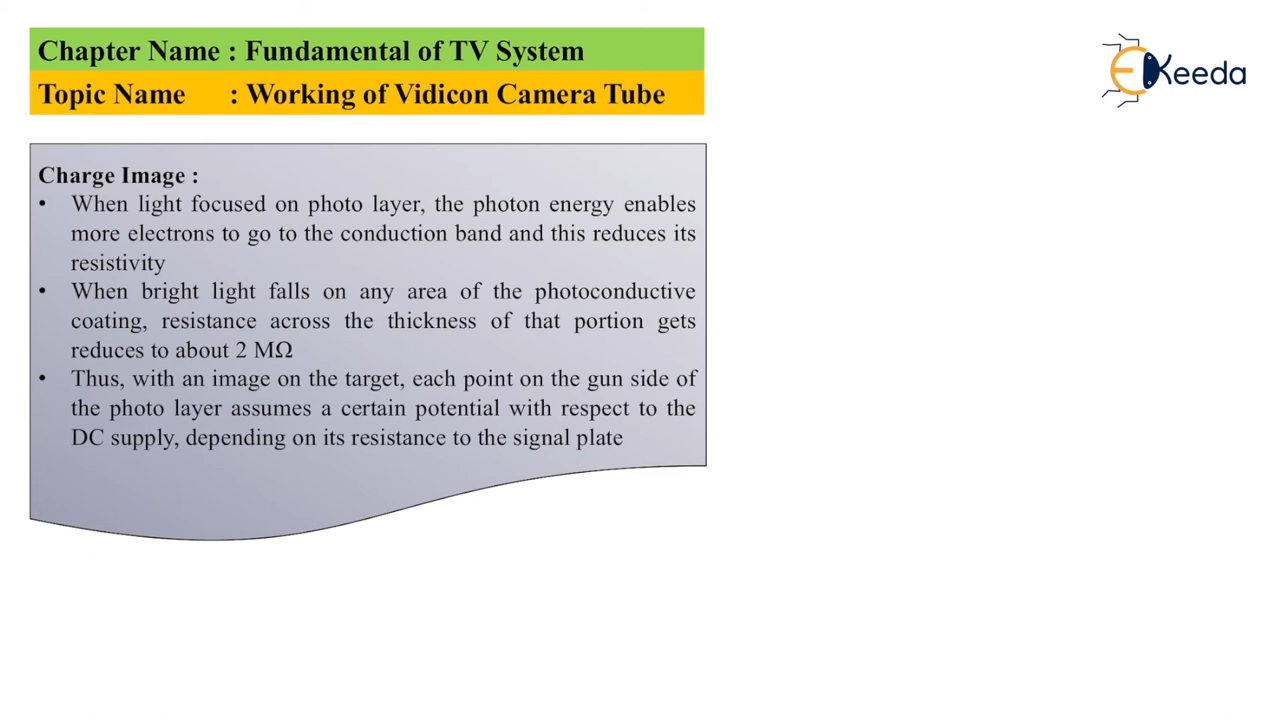 Chapter Name : Fundamental of TV System
Topic Name : Working of Vidicon Camera Tube
EKeeda
Charge Image :
• When light focused on photo layer, the photon energy enables
more electrons to go to the conduction band and this reduces its
resistivity
• When bright light falls on any area of the photoconductive
coating, resistance across the thickness of that portion gets
reduces to about 2 MΩ
• Thus, with an image on the target, each point on the gun side of
the photo layer assumes a certain potential with respect to the
DC supply, depending on its resistance to the signal plate